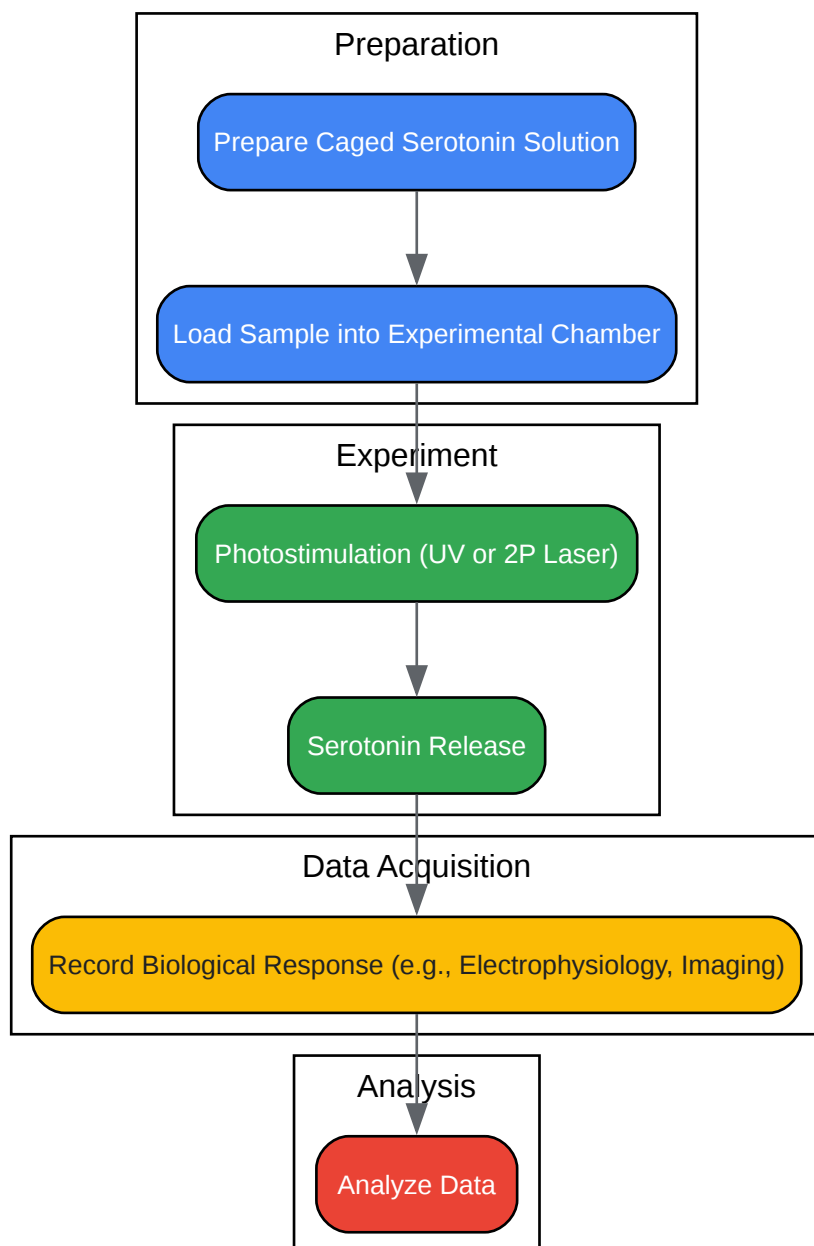 Preparation
Prepare Caged Serotonin Solution
Load Sample into Experimental Chamber
Experiment
Photostimulation (UV or 2P Laser)
Serotonin Release
Data Acquisition
Record Biological Response (e.g., Electrophysiology, Imaging)
Analysis
Analyze Data